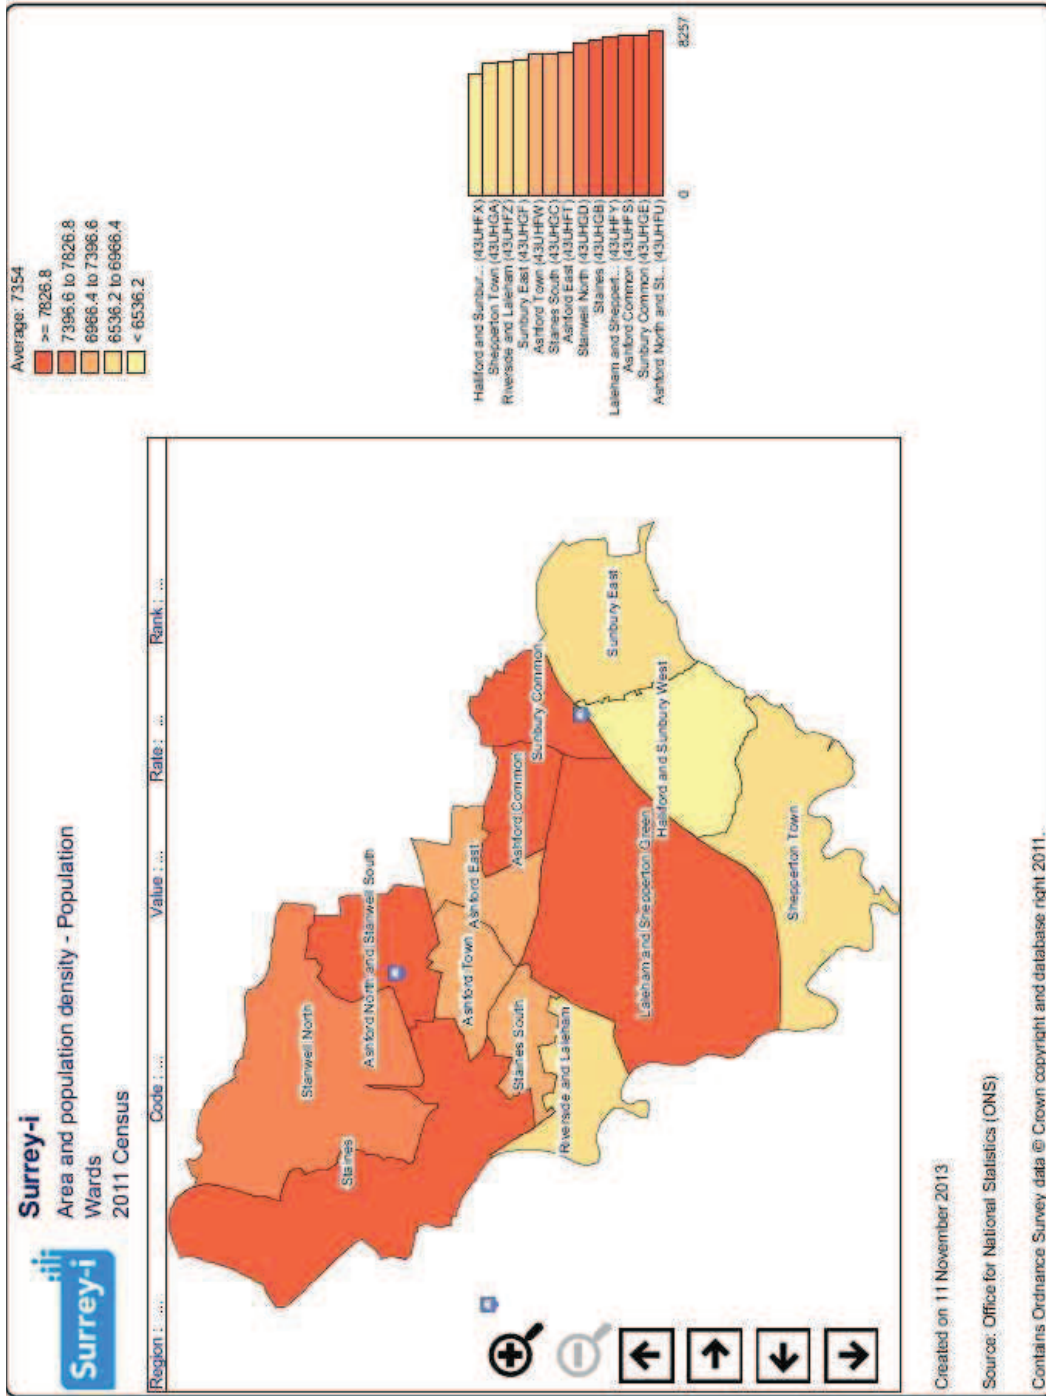 Surrey-i
Surrey-i
Area and population density - Population
Wards
2011 Census
Average: 7354
>= 7826.8
7396.6 to 7826.8
6966.4 to 7396.6
6536.2 to 6966.4
< 6536.2
Region : ... Code : ... Value : ... Rate : ... Rank : ...
Stanwell North
Staines
Ashford North and Stanwell South
Ashford Town
Ashford East
Staines South
Ashford Common
Sunbury Common
Riverside and Laleham
Sunbury East
Laleham and Shepperton Green
Halliford and Sunbury West
Shepperton Town
Halliford and Sunbur... (43UHFX)
Shepperton Town (43UHGA)
Riverside and Laleham (43UHFZ)
Sunbury East (43UHGF)
Ashford Town (43UHFW)
Staines South (43UHGC)
Ashford East (43UHFT)
Stanwell North (43UHGD)
Staines (43UHGB)
Laleham and Sheppert... (43UHFY)
Ashford Common (43UHFS)
Sunbury Common (43UHGE)
Ashford North and St... (43UHFU)
0 8257
Created on 11 November 2013
Source: Office for National Statistics (ONS)
Contains Ordnance Survey data © Crown copyright and database right 2011.